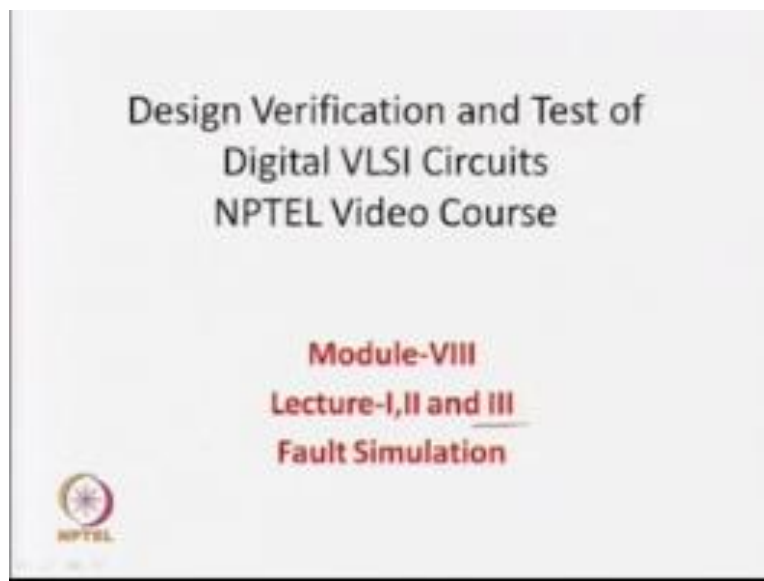 Design Verification and Test of
Digital VLSI Circuits
NPTEL Video Course
Module-VIII
Lecture-I,II and III
Fault Simulation
NPTEL